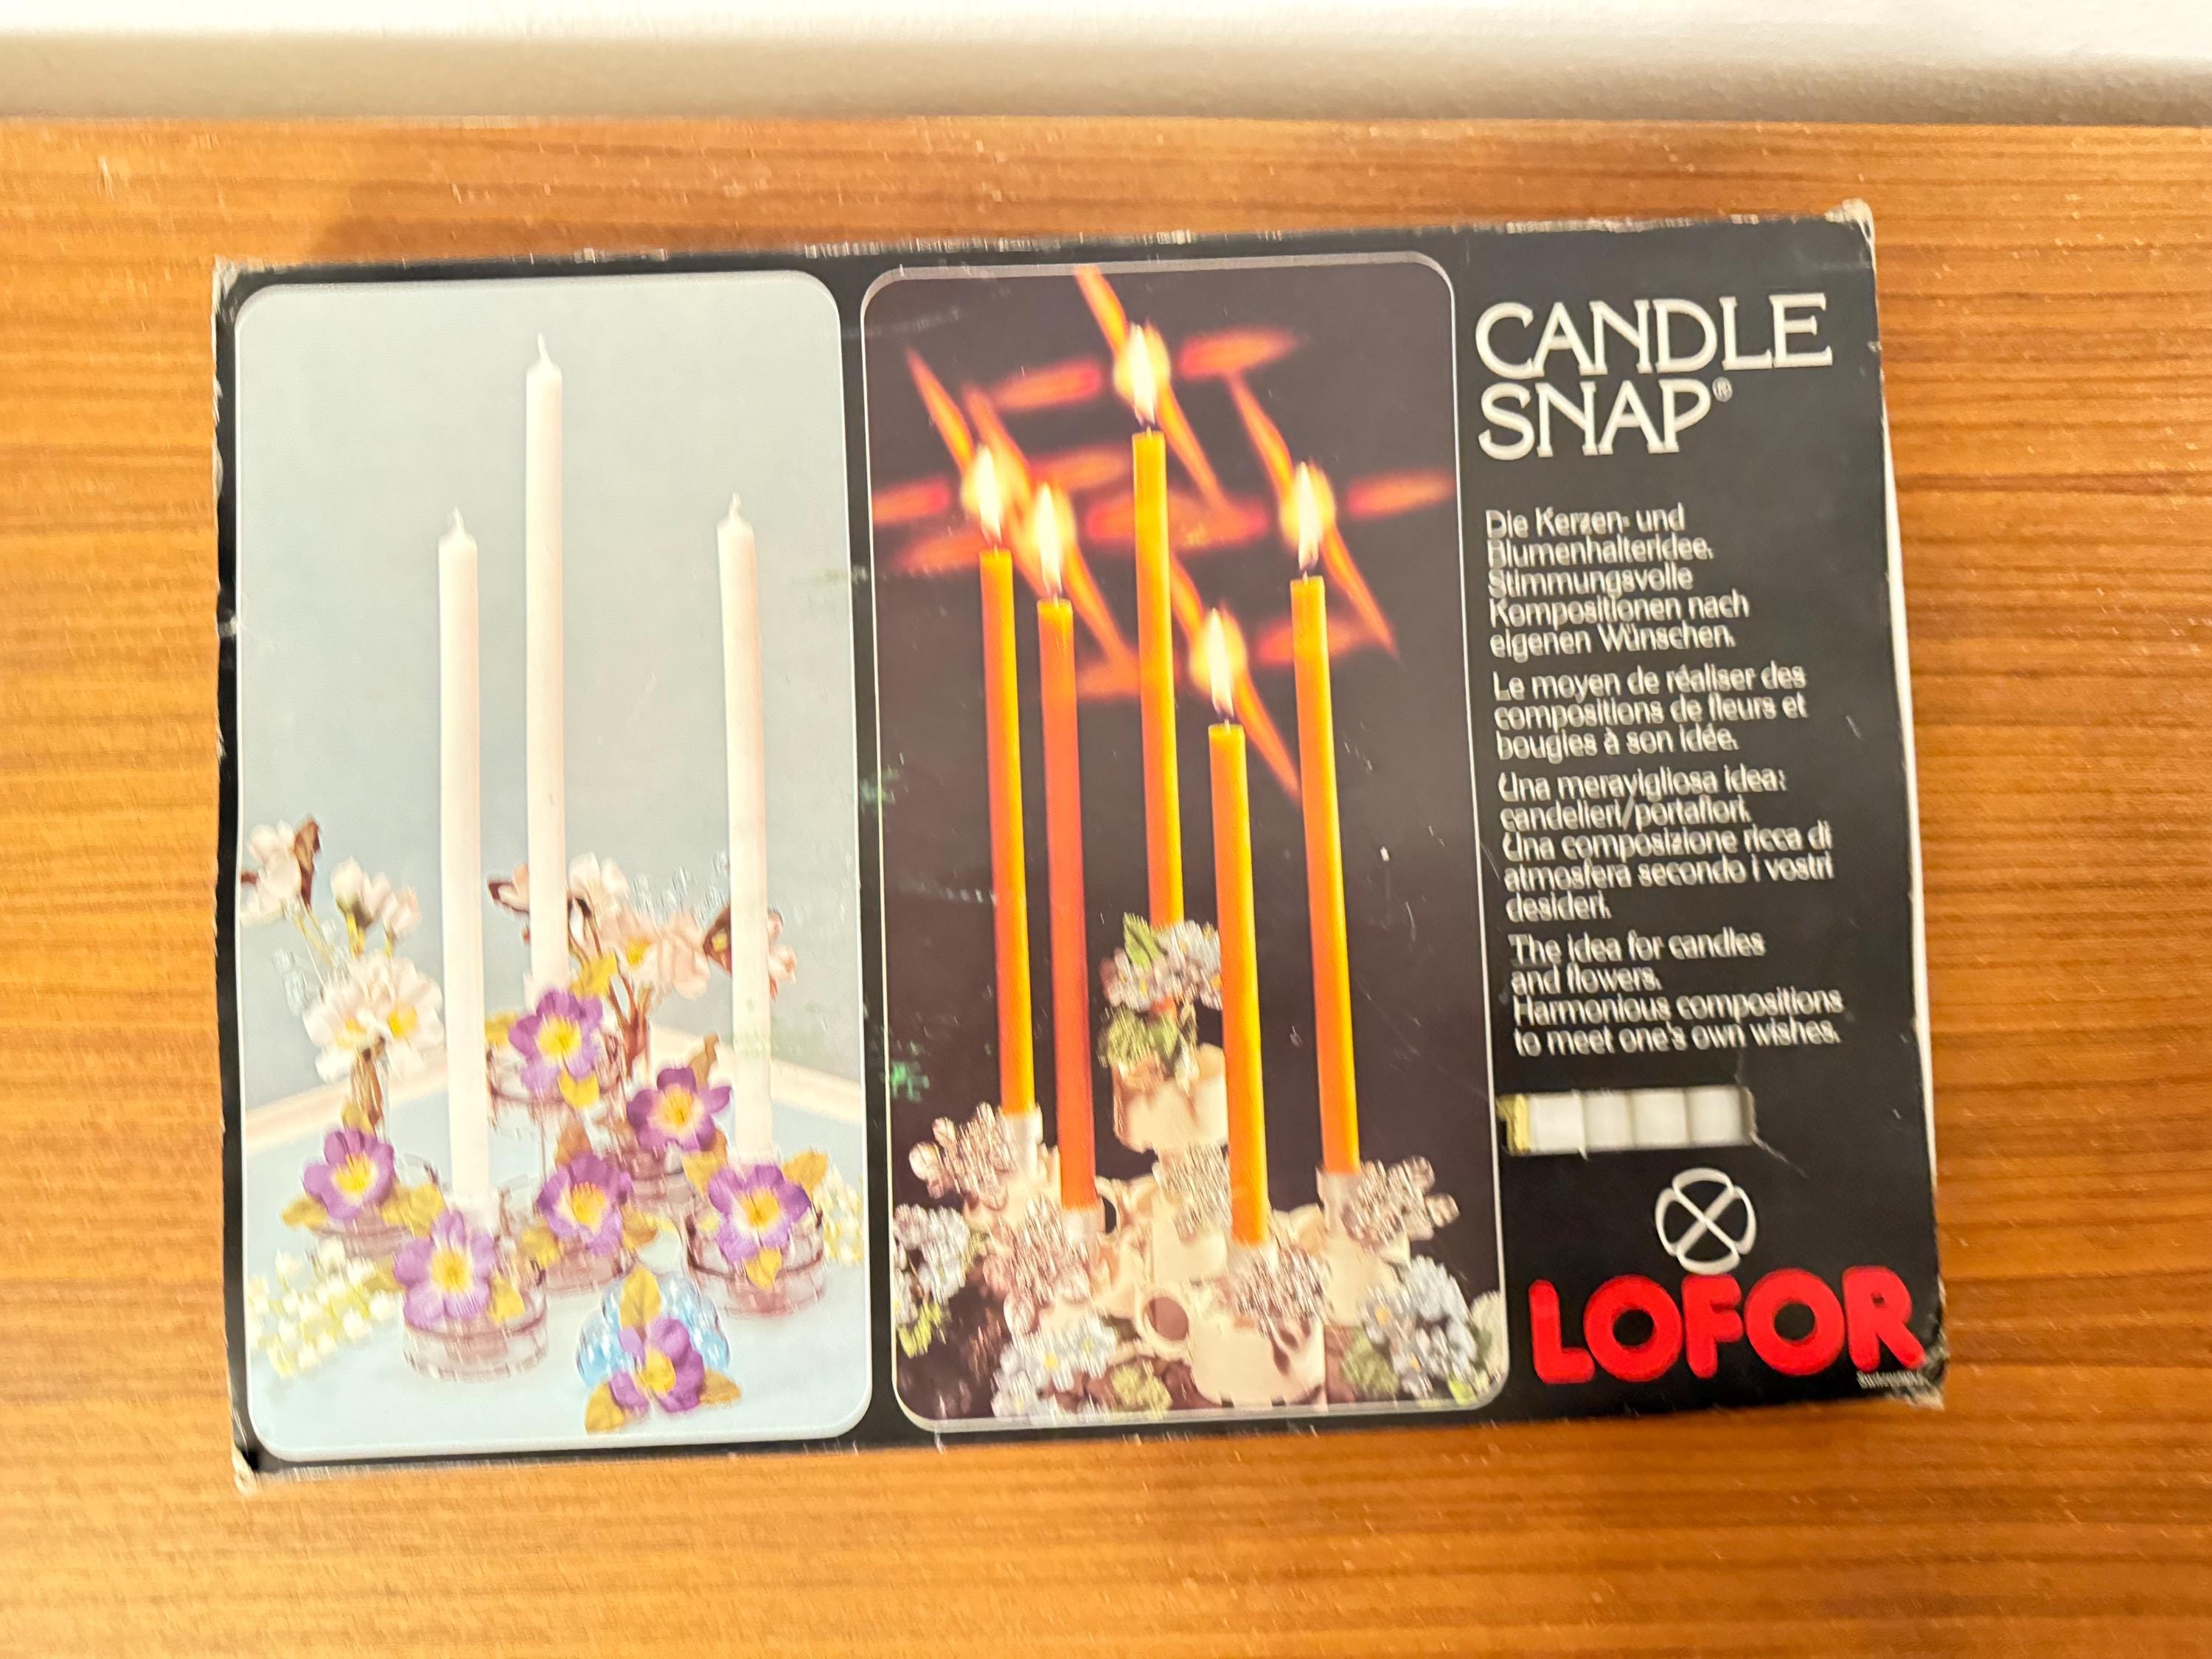 CANDLE
SNAP®
Die Kerzen- und
Blumenhalteridee.
Stimmungsvolle
Kompositionen nach
eigenen Wünschen.
Le moyen de réaliser des
compositions de fleurs et
bougies à son idée.
Una meravigliosa idea:
candelieri/portafiori.
Una composizione ricca di
atmosfera secondo i vostri
desideri.
The idea for candles
and flowers.
Harmonious compositions
to meet one's own wishes.
LOFOR